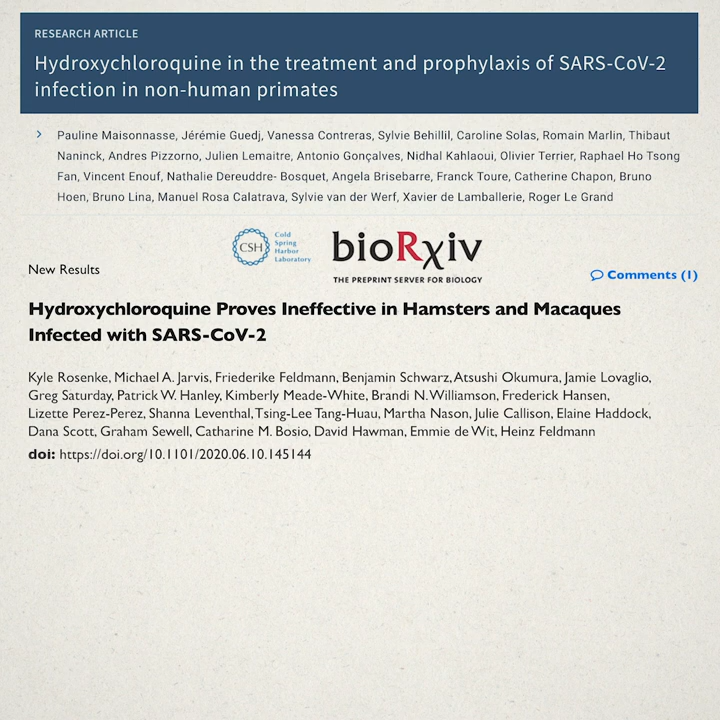 RESEARCH ARTICLE
Hydroxychloroquine in the treatment and prophylaxis of SARS-CoV-2
infection in non-human primates
Pauline Maisonnasse, Jérémie Guedj, Vanessa Contreras, Sylvie Behillil, Caroline Solas, Romain Marlin, Thibaut
Naninck, Andres Pizzorno, Julien Lemaitre, Antonio Gonçalves, Nidhal Kahlaoui, Olivier Terrier, Raphael Ho Tsong
Fan, Vincent Enouf, Nathalie Dereuddre- Bosquet, Angela Brisebarre, Franck Toure, Catherine Chapon, Bruno
Hoen, Bruno Lina, Manuel Rosa Calatrava, Sylvie van der Werf, Xavier de Lamballerie, Roger Le Grand
CSH
Cold
Spring
Harbor
Laboratory
bioRχiv
THE PREPRINT SERVER FOR BIOLOGY
New Results
Comments (1)
Hydroxychloroquine Proves Ineffective in Hamsters and Macaques
Infected with SARS-CoV-2
Kyle Rosenke, Michael A. Jarvis, Friederike Feldmann, Benjamin Schwarz, Atsushi Okumura, Jamie Lovaglio,
Greg Saturday, Patrick W. Hanley, Kimberly Meade-White, Brandi N. Williamson, Frederick Hansen,
Lizette Perez-Perez, Shanna Leventhal, Tsing-Lee Tang-Huau, Martha Nason, Julie Callison, Elaine Haddock,
Dana Scott, Graham Sewell, Catharine M. Bosio, David Hawman, Emmie de Wit, Heinz Feldmann
doi: https://doi.org/10.1101/2020.06.10.145144